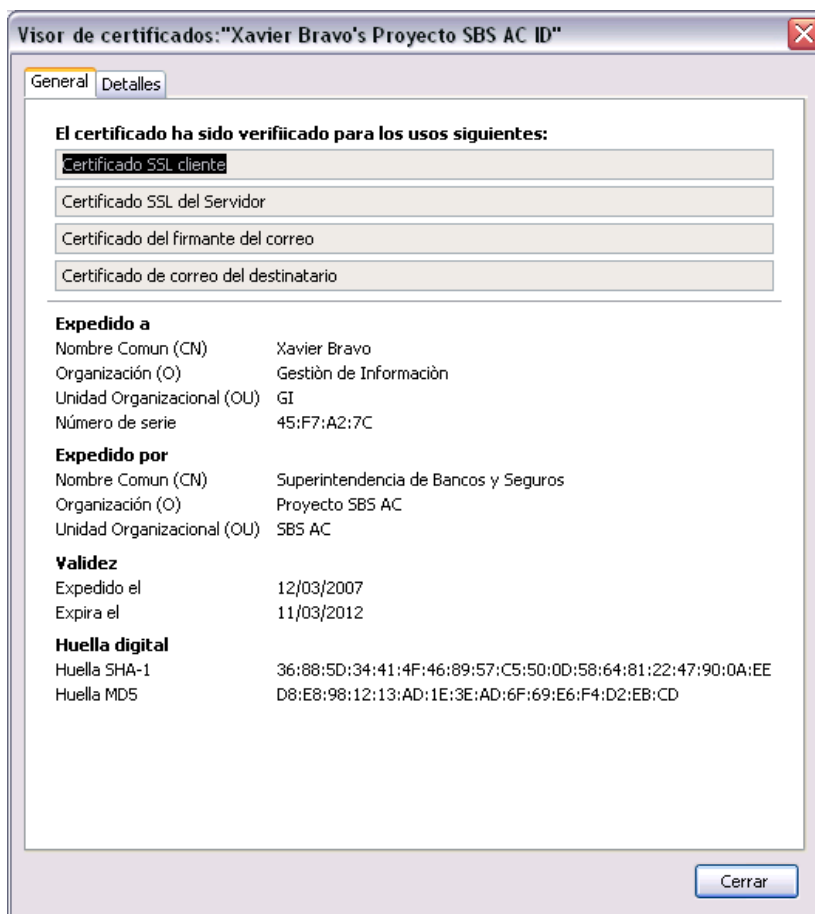 Visor de certificados:"Xavier Bravo's Proyecto SBS AC ID"
General Detalles
El certificado ha sido verifiicado para los usos siguientes:
Certificado SSL cliente
Certificado SSL del Servidor
Certificado del firmante del correo
Certificado de correo del destinatario
Expedido a
Nombre Comun (CN) Xavier Bravo
Organización (O) Gestiòn de Informaciòn
Unidad Organizacional (OU) GI
Número de serie 45:F7:A2:7C
Expedido por
Nombre Comun (CN) Superintendencia de Bancos y Seguros
Organización (O) Proyecto SBS AC
Unidad Organizacional (OU) SBS AC
Validez
Expedido el 12/03/2007
Expira el 11/03/2012
Huella digital
Huella SHA-1 36:88:5D:34:41:4F:46:89:57:C5:50:0D:58:64:81:22:47:90:0A:EE
Huella MD5 D8:E8:98:12:13:AD:1E:3E:AD:6F:69:E6:F4:D2:EB:CD
Cerrar